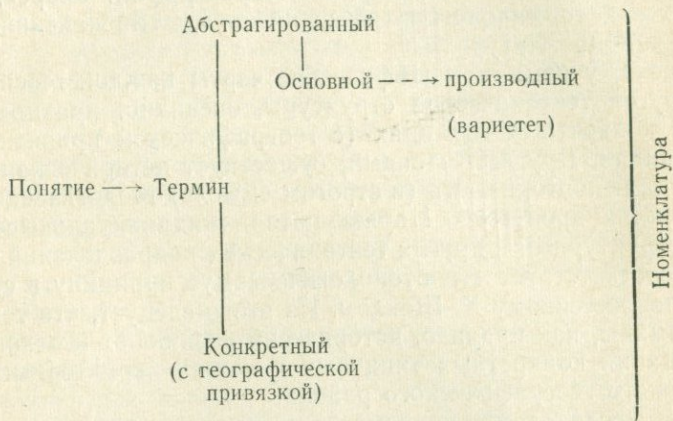 Абстрагированный
Основной — — → производный
(вариетет)
Понятие — → Термин
Конкретный
(с географической
привязкой)
Номенклатура